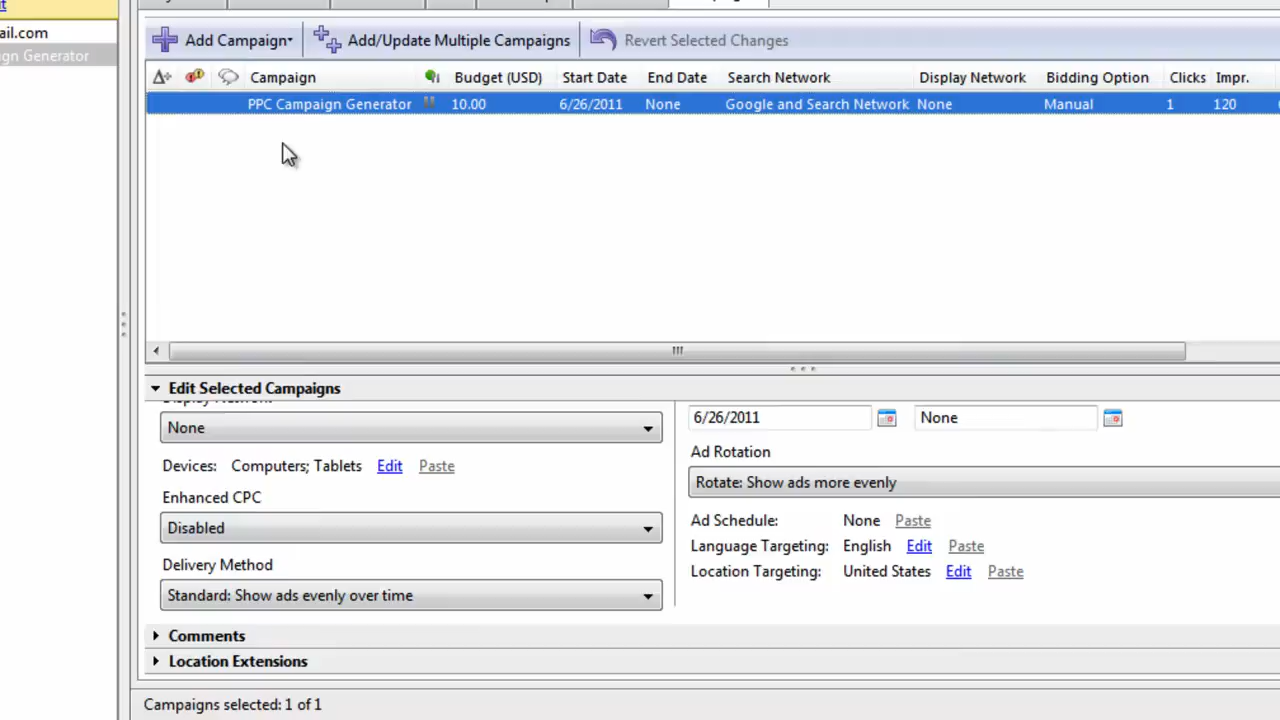 ail.com
gn Generator
Add Campaign
Add/Update Multiple Campaigns
Revert Selected Changes
Campaign Budget (USD) Start Date End Date Search Network Display Network Bidding Option Clicks Impr.
PPC Campaign Generator 10.00 6/26/2011 None Google and Search Network None Manual 1 120
Edit Selected Campaigns
Display Network
None
Devices: Computers; Tablets Edit Paste
Enhanced CPC
Disabled
Delivery Method
Standard: Show ads evenly over time
6/26/2011 None
Ad Rotation
Rotate: Show ads more evenly
Ad Schedule: None Paste
Language Targeting: English Edit Paste
Location Targeting: United States Edit Paste
Comments
Location Extensions
Campaigns selected: 1 of 1